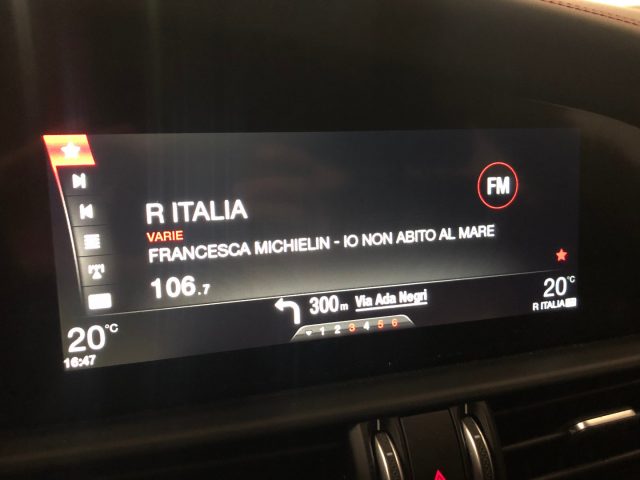 FM
R ITALIA
VARIE
FRANCESCA MICHIELIN - IO NON ABITO AL MARE
106.7
300m Via Ada Negri
1 2 3 4 5 6
20°C
16:47
20°C
R ITALIA